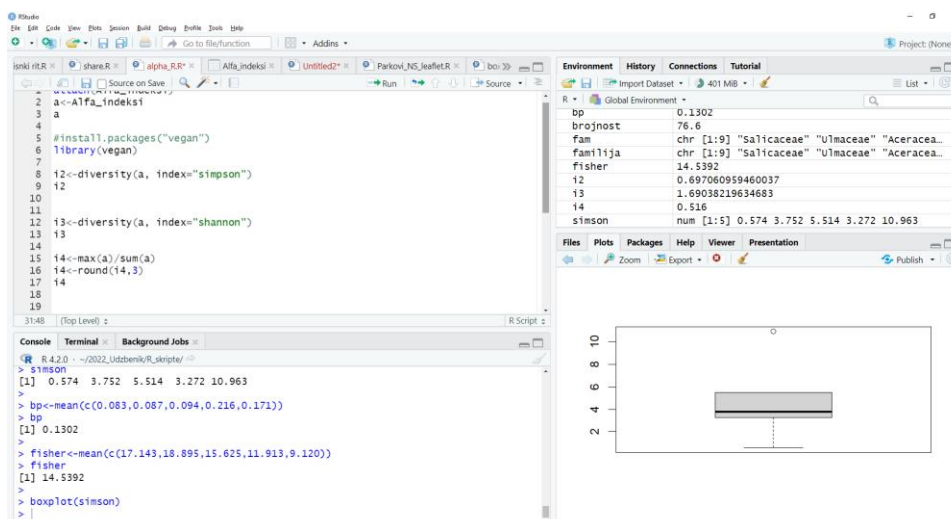 RStudio
File Edit Code View Plots Session Build Debug Profile Tools Help
Go to file/function Addins
Project: (None
isnki rit.R share.R alpha_R.R* Alfa_indeksi Untitled2* Parkovi_NS_leaflet.R bo:
Source on Save Run Source
2 a<-Alfa_indeksi
3 a
4
5 #install.packages("vegan")
6 library(vegan)
7
8 i2<-diversity(a, index="simpson")
9 i2
10
11
12 i3<-diversity(a, index="shannon")
13 i3
14
15 i4<-max(a)/sum(a)
16 i4<-round(i4,3)
17 i4
18
19
31:48 (Top Level) R Script
Console Terminal Background Jobs
R 4.2.0 · ~/2022_Udzbenik/R_skripte/
> simson
[1] 0.574 3.752 5.514 3.272 10.963
>
> bp<-mean(c(0.083,0.087,0.094,0.216,0.171))
> bp
[1] 0.1302
>
> fisher<-mean(c(17.143,18.895,15.625,11.913,9.120))
> fisher
[1] 14.5392
>
> boxplot(simson)
>
Environment History Connections Tutorial
Import Dataset 401 MiB List
R Global Environment
bp 0.1302
brojnost 76.6
fam chr [1:9] "Salicaceae" "Ulmaceae" "Aceracea…
familija chr [1:9] "Salicaceae" "Ulmaceae" "Aceracea…
fisher 14.5392
i2 0.697060959460037
i3 1.69038219634683
i4 0.516
simson num [1:5] 0.574 3.752 5.514 3.272 10.963
Files Plots Packages Help Viewer Presentation
Zoom Export Publish
10
8
6
4
2